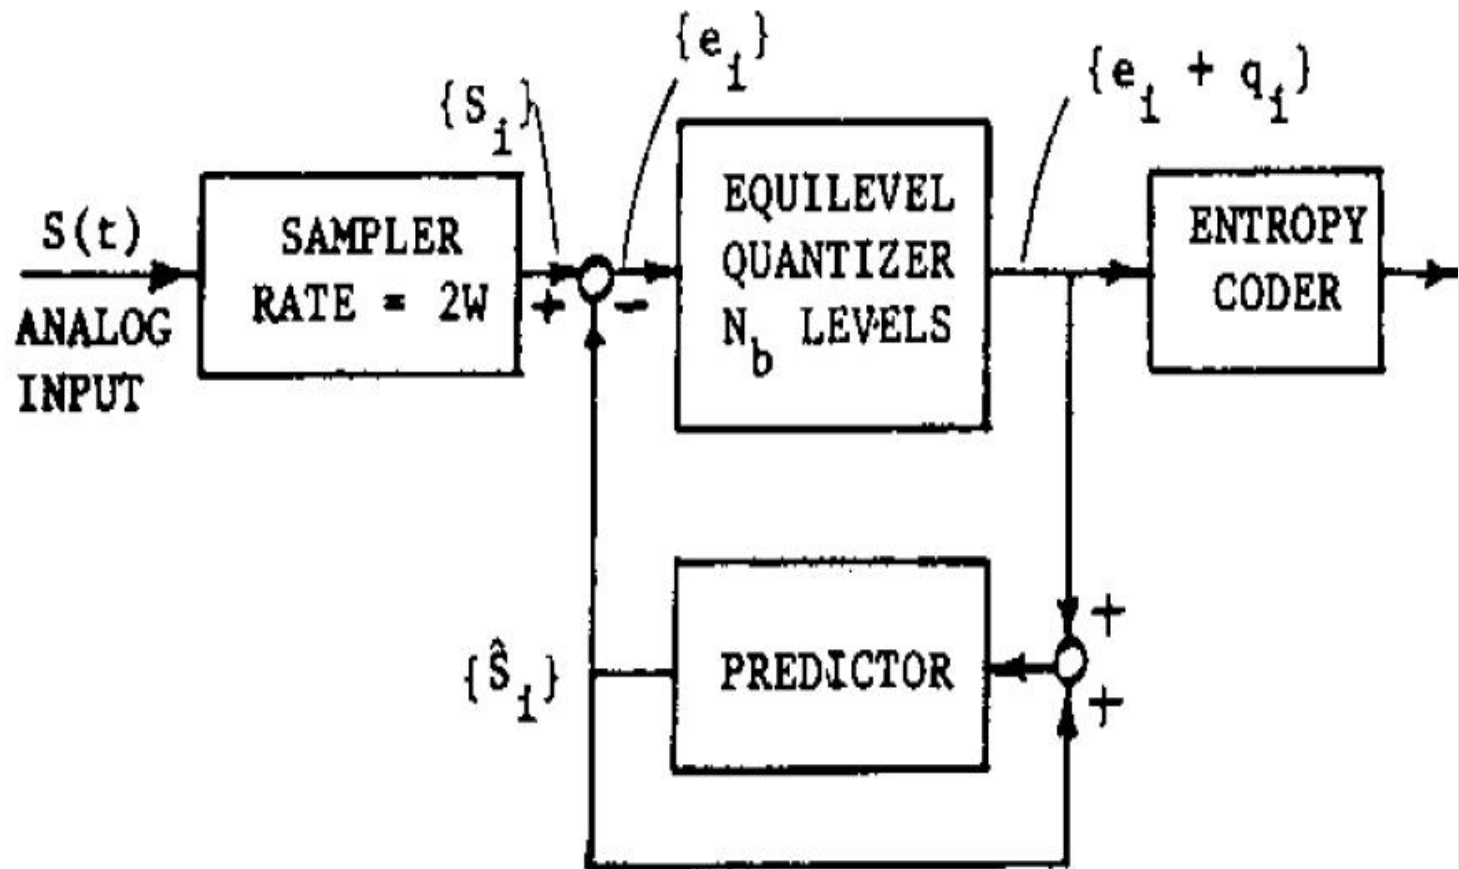 {e_i}
{S_i}
{e_i + q_i}
S(t)
ANALOG
INPUT
SAMPLER
RATE = 2W
+
-
EQUILEVEL
QUANTIZER
N_b LEVELS
ENTROPY
CODER
{Ŝ_i}
PREDICTOR
+
+